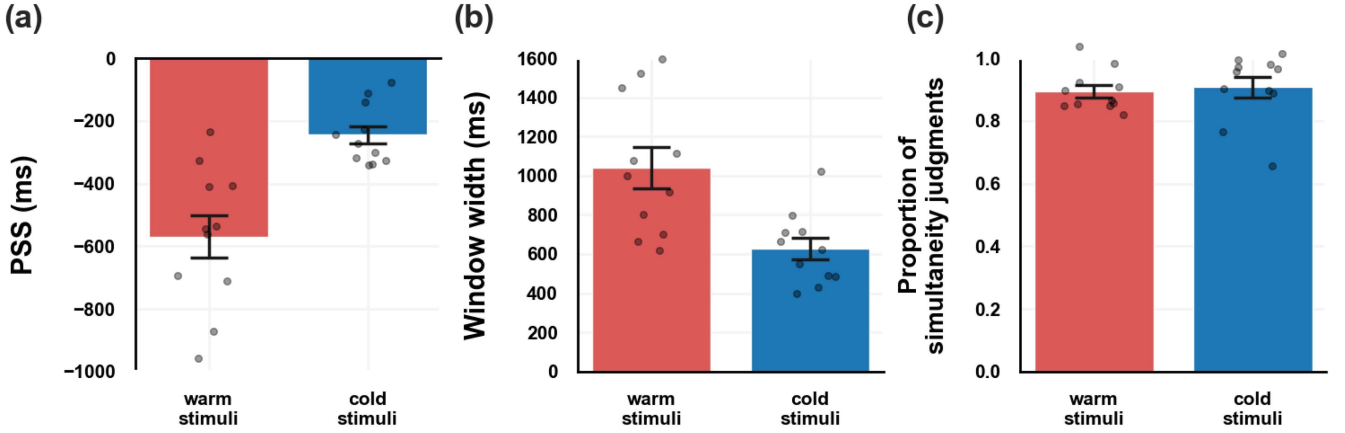 (a)
PSS (ms)
0
−200
−400
−600
−800
−1000
warm
stimuli
cold
stimuli
(b)
Window width (ms)
1600
1400
1200
1000
800
600
400
200
0
warm
stimuli
cold
stimuli
(c)
Proportion of
simultaneity judgments
1.0
0.8
0.6
0.4
0.2
0.0
warm
stimuli
cold
stimuli